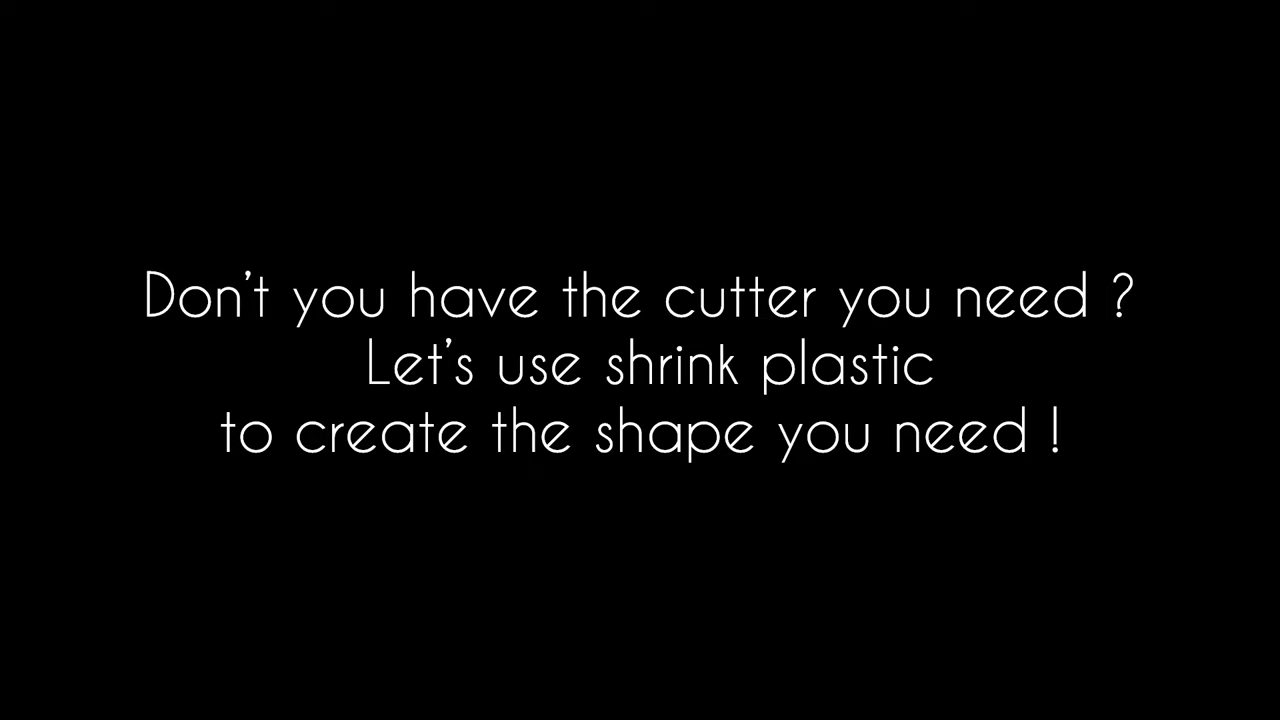 Don't you have the cutter you need ?
Let's use shrink plastic
to create the shape you need !